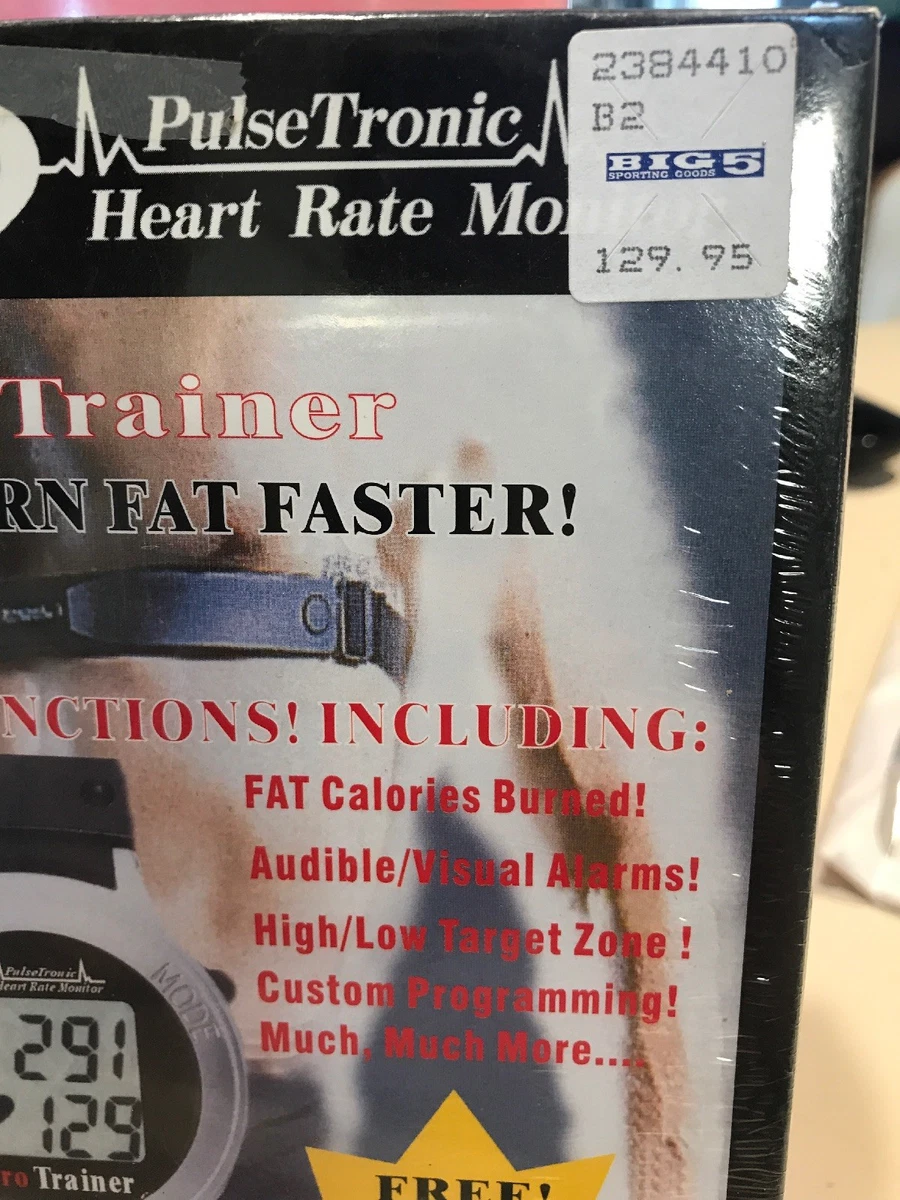 2384410
B2
BIG 5
SPORTING GOODS
129.95
PulseTronic
Heart Rate Monitor
Trainer
RN FAT FASTER!
NCTIONS! INCLUDING:
FAT Calories Burned!
Audible/Visual Alarms!
High/Low Target Zone !
Custom Programming!
Much, Much More....
PulseTronic
Heart Rate Monitor
MODE
291
129
ro Trainer
FREE!